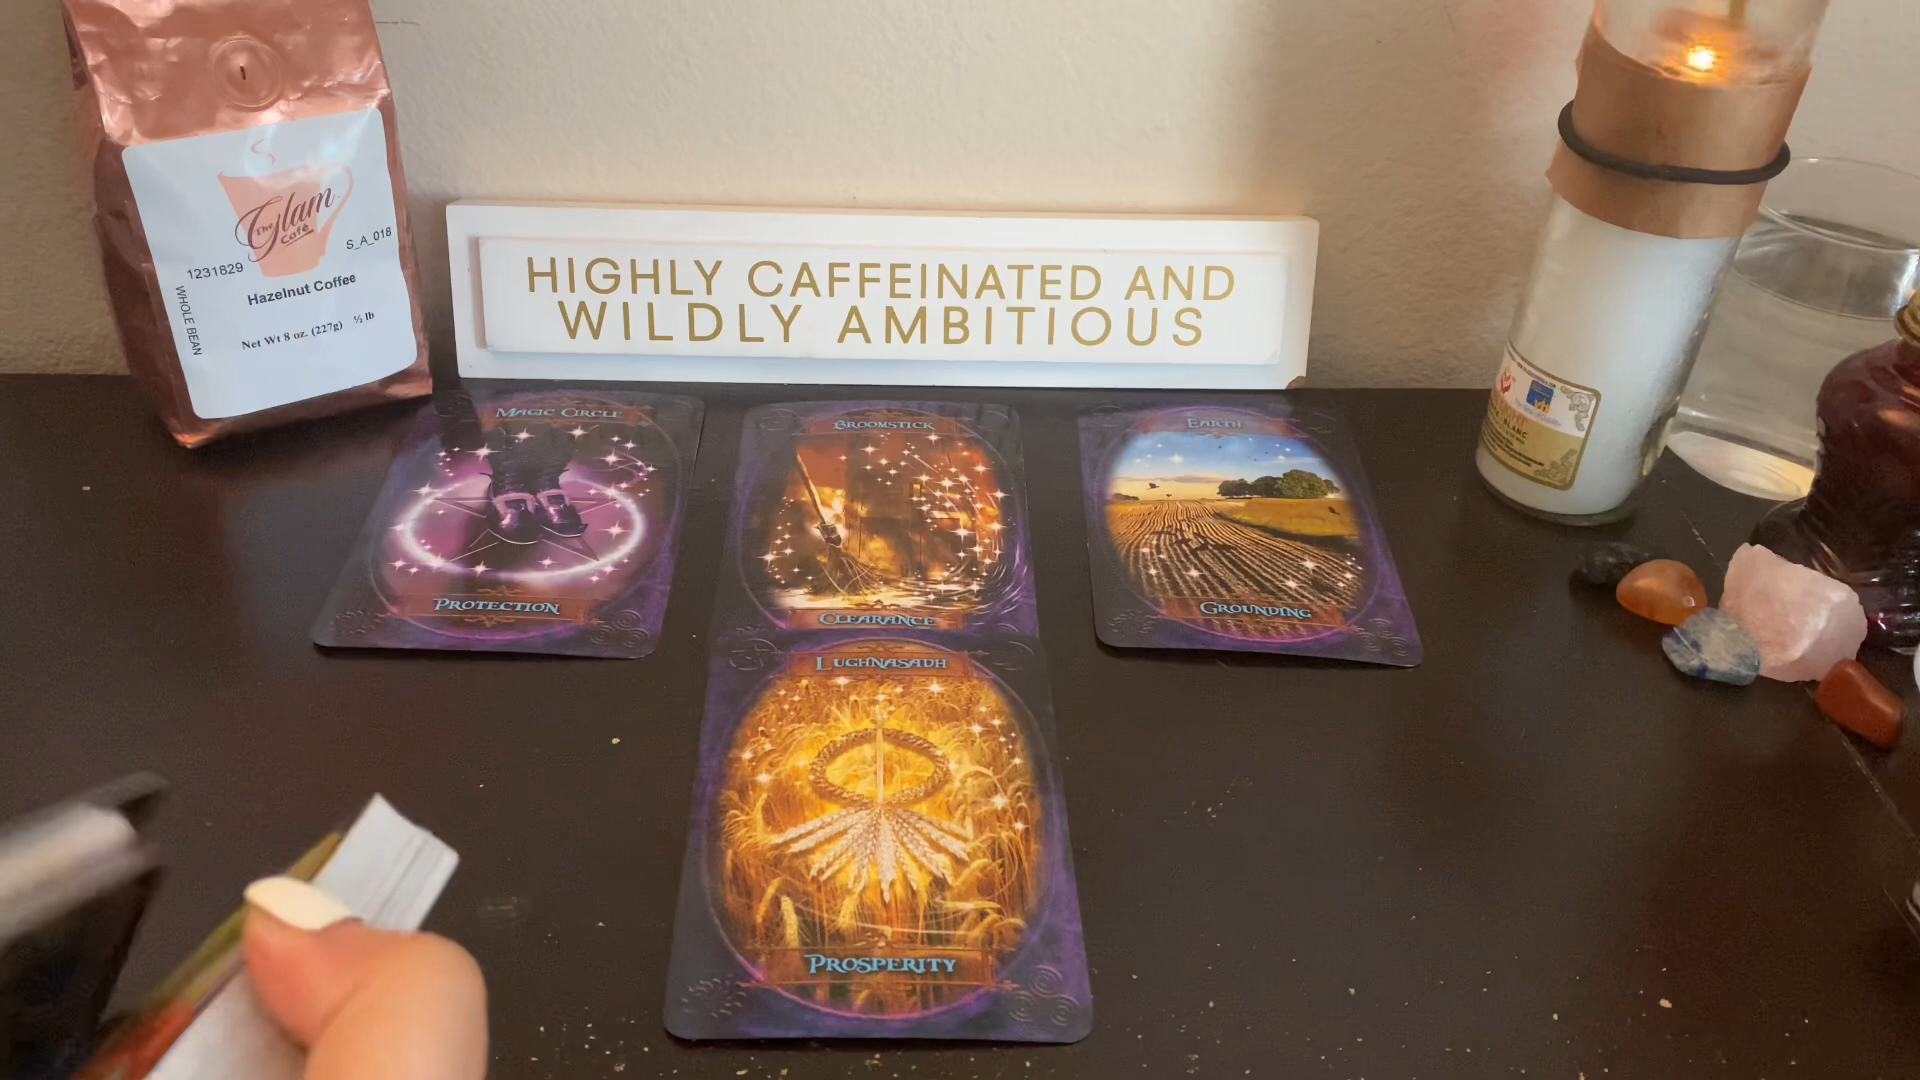 The
Glam
Café
1231829
S_A_018
Hazelnut Coffee
WHOLE BEAN
Net Wt 8 oz. (227g) ½ lb
HIGHLY CAFFEINATED AND
WILDLY AMBITIOUS
BLANC
MAGIC CIRCLE
PROTECTION
BROOMSTICK
CLEARANCE
EARTH
GROUNDING
LUGHNASADH
PROSPERITY